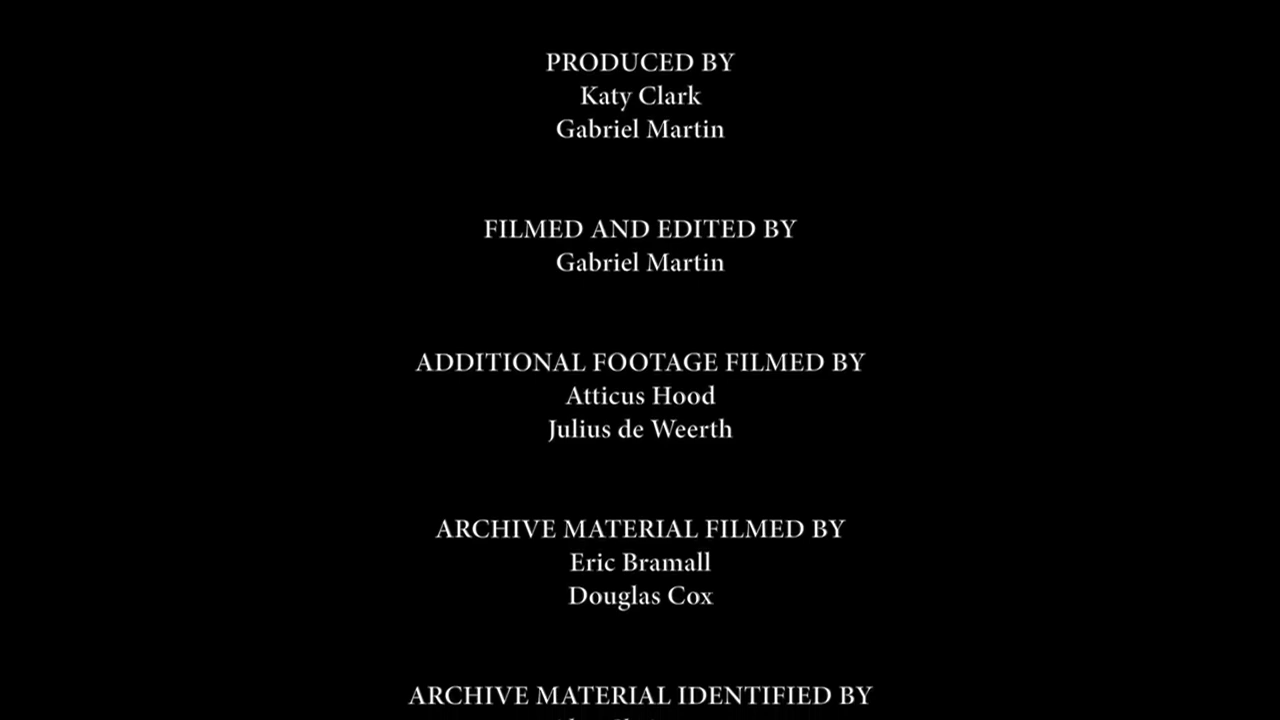 PRODUCED BY
Katy Clark
Gabriel Martin
FILMED AND EDITED BY
Gabriel Martin
ADDITIONAL FOOTAGE FILMED BY
Atticus Hood
Julius de Weerth
ARCHIVE MATERIAL FILMED BY
Eric Bramall
Douglas Cox
ARCHIVE MATERIAL IDENTIFIED BY